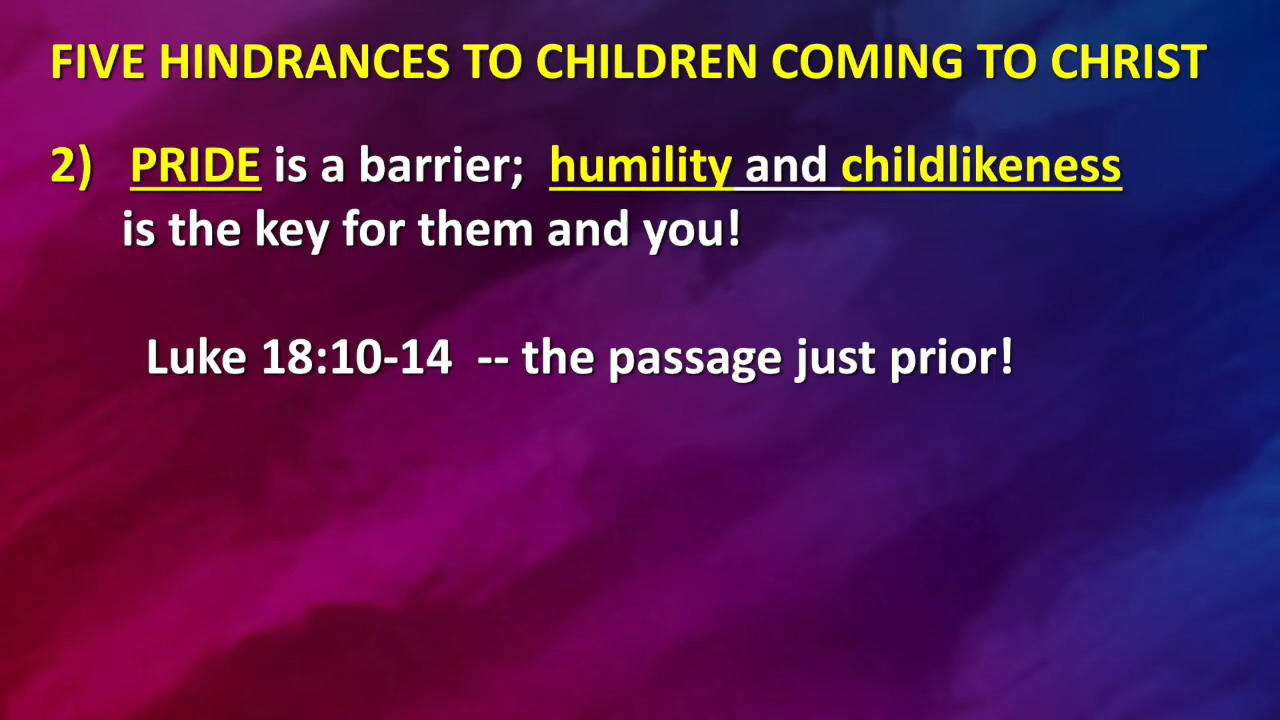 FIVE HINDRANCES TO CHILDREN COMING TO CHRIST
2) PRIDE is a barrier; humility and childlikeness
is the key for them and you!
Luke 18:10-14 -- the passage just prior!